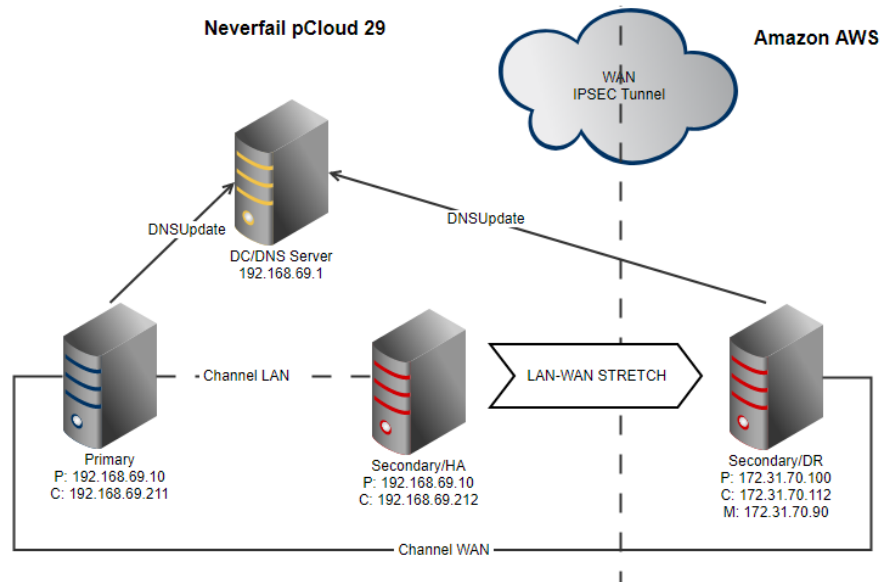 Neverfail pCloud 29
Amazon AWS
WAN
IPSEC Tunnel
DNSUpdate
DNSUpdate
DC/DNS Server
192.168.69.1
Channel LAN
LAN-WAN STRETCH
Primary
P: 192.168.69.10
C: 192.168.69.211
Secondary/HA
P: 192.168.69.10
C: 192.168.69.212
Secondary/DR
P: 172.31.70.100
C: 172.31.70.112
M: 172.31.70.90
Channel WAN